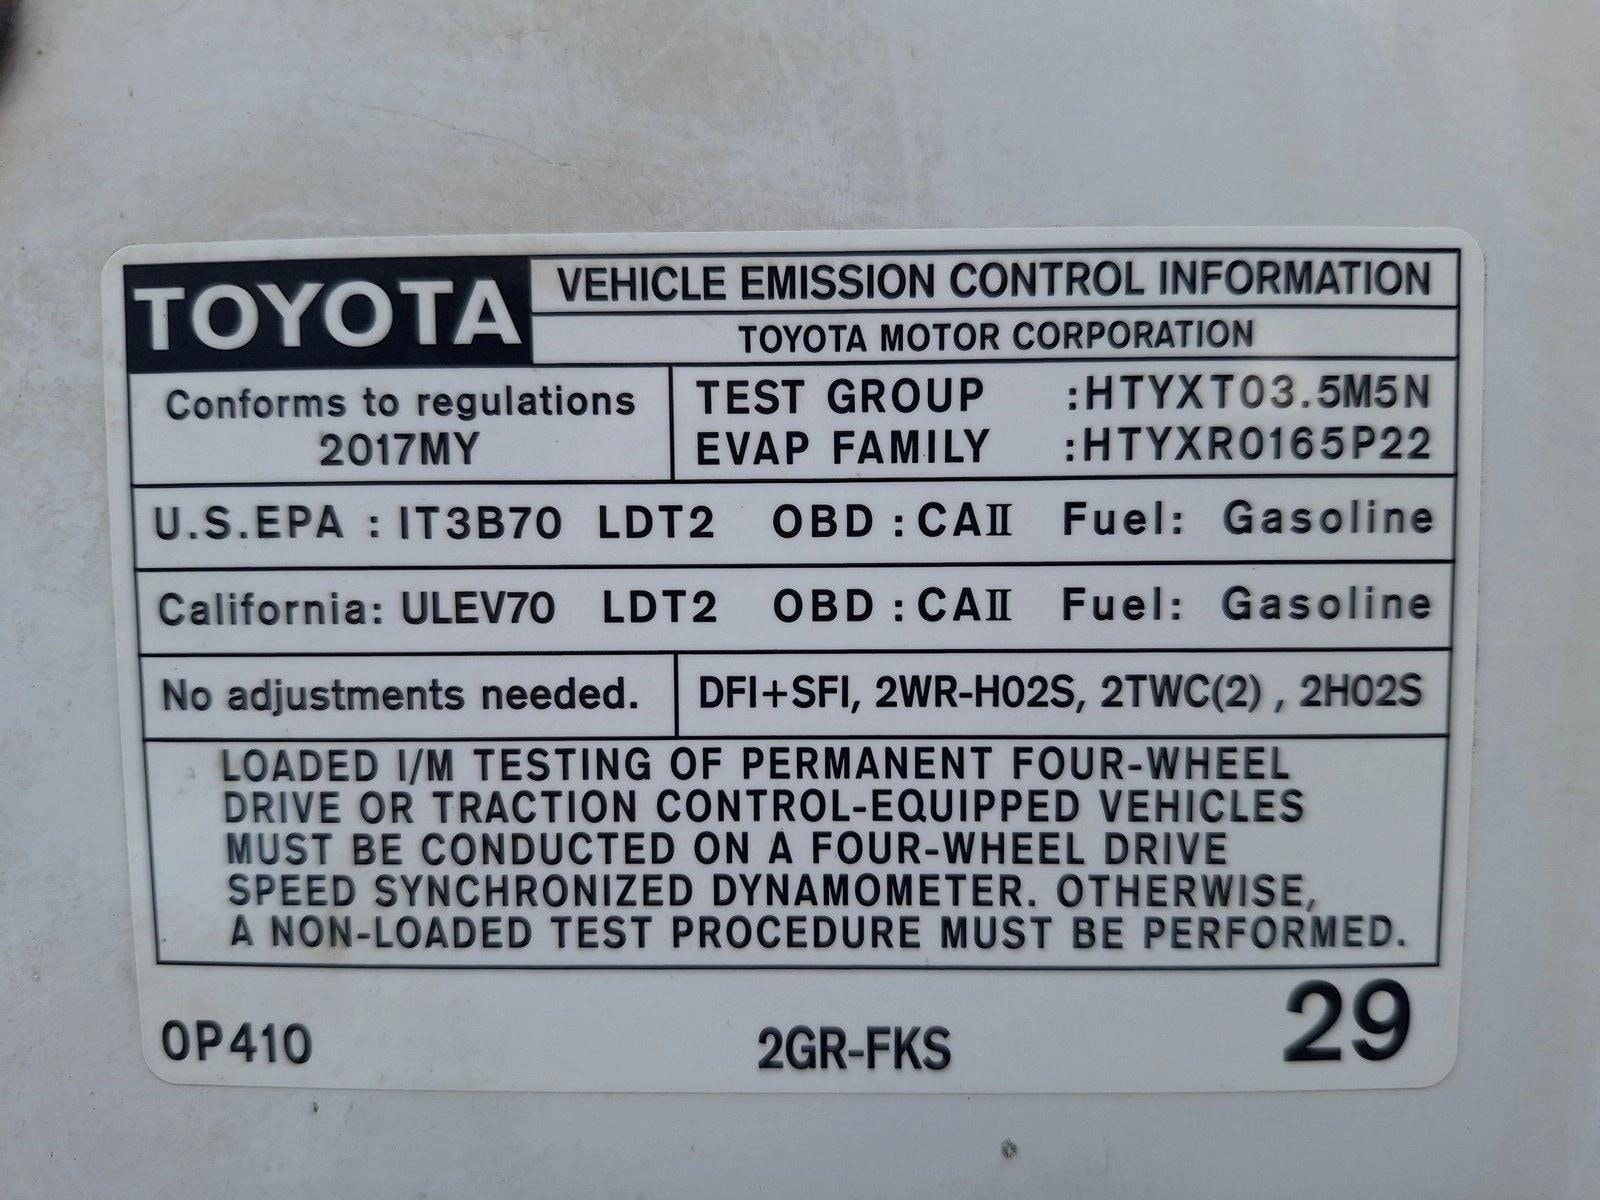 TOYOTA
VEHICLE EMISSION CONTROL INFORMATION
TOYOTA MOTOR CORPORATION
Conforms to regulations
2017MY
TEST GROUP :HTYXT03.5M5N
EVAP FAMILY :HTYXR0165P22
U.S.EPA : IT3B70 LDT2 OBD : CAⅡ Fuel: Gasoline
California: ULEV70 LDT2 OBD : CAⅡ Fuel: Gasoline
No adjustments needed.
DFI+SFI, 2WR-HO2S, 2TWC(2) , 2HO2S
LOADED I/M TESTING OF PERMANENT FOUR-WHEEL
DRIVE OR TRACTION CONTROL-EQUIPPED VEHICLES
MUST BE CONDUCTED ON A FOUR-WHEEL DRIVE
SPEED SYNCHRONIZED DYNAMOMETER. OTHERWISE,
A NON-LOADED TEST PROCEDURE MUST BE PERFORMED.
0P410
2GR-FKS
29